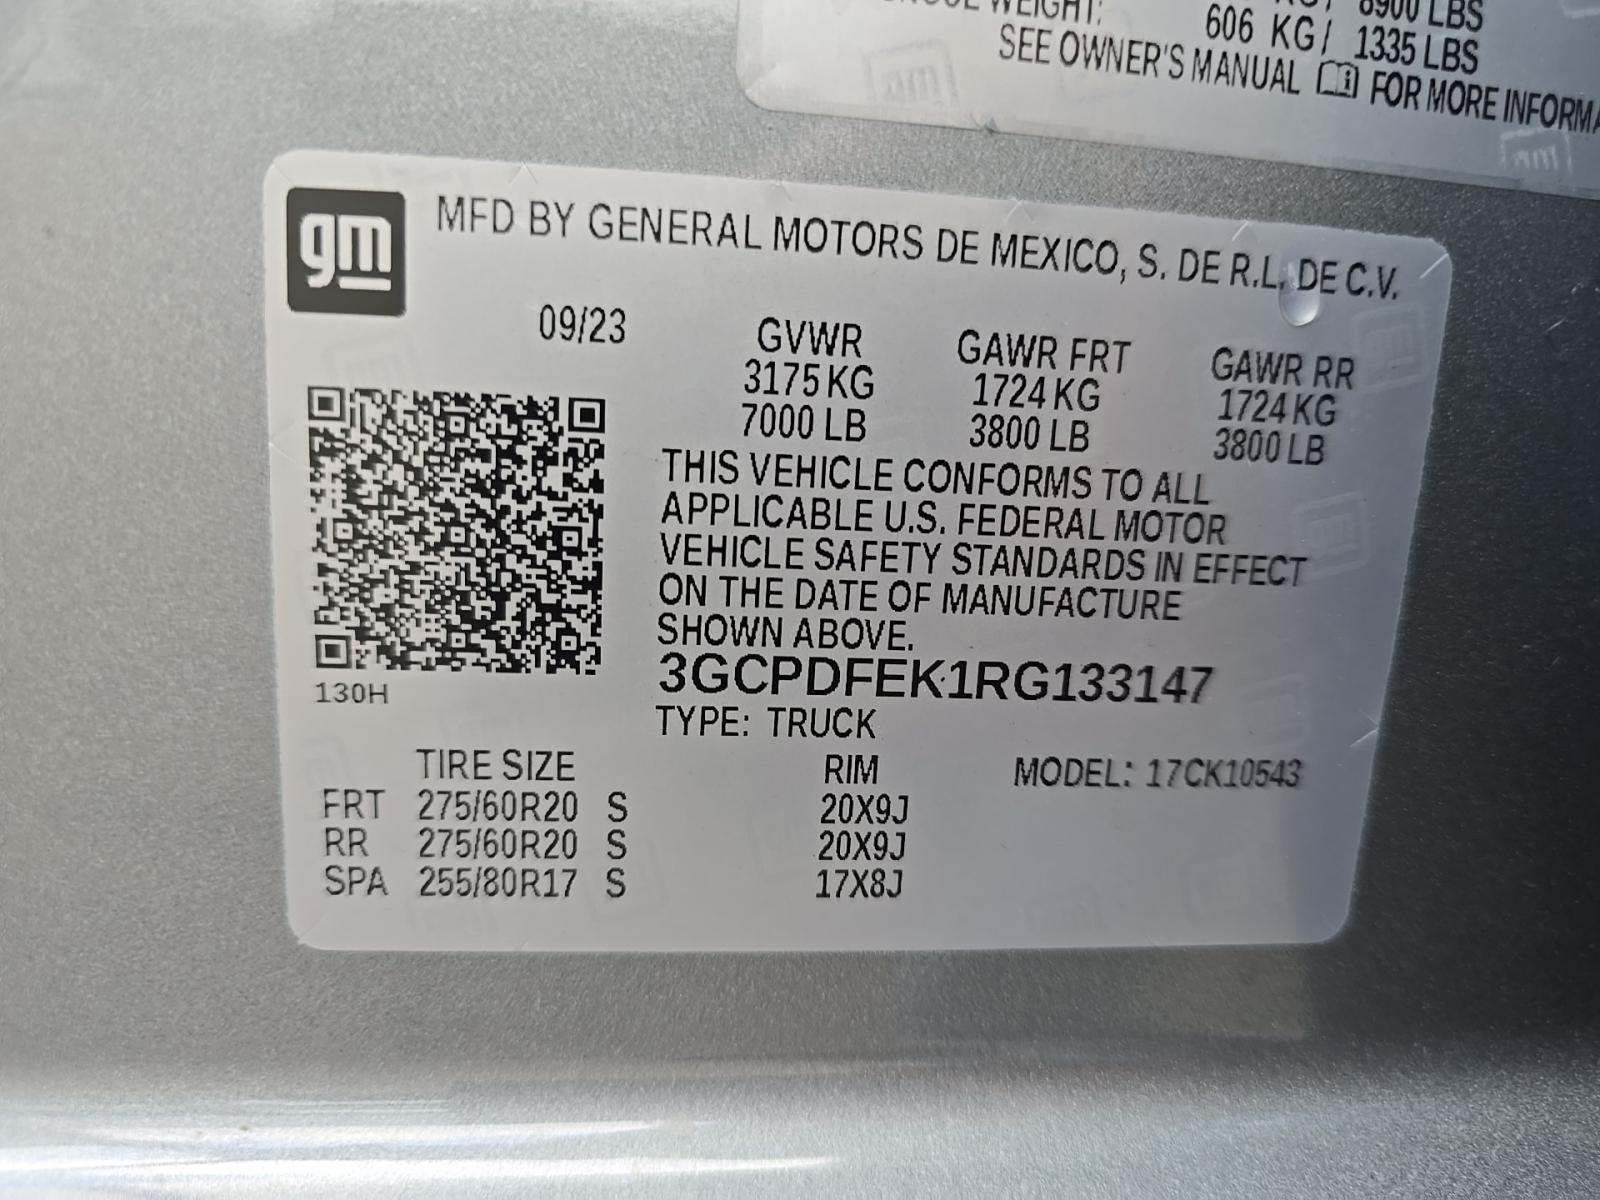 WEIGHT:
8900 LBS
606 KG / 1335 LBS
SEE OWNER'S MANUAL FOR MORE INFORMA
gm
MFD BY GENERAL MOTORS DE MEXICO, S. DE R.L. DE C.V.
09/23
GVWR GAWR FRT GAWR RR
3175 KG 1724 KG 1724 KG
7000 LB 3800 LB 3800 LB
THIS VEHICLE CONFORMS TO ALL
APPLICABLE U.S. FEDERAL MOTOR
VEHICLE SAFETY STANDARDS IN EFFECT
ON THE DATE OF MANUFACTURE
SHOWN ABOVE.
3GCPDFEK1RG133147
130H
TYPE: TRUCK
TIRE SIZE RIM MODEL: 17CK10543
FRT 275/60R20 S 20X9J
RR 275/60R20 S 20X9J
SPA 255/80R17 S 17X8J